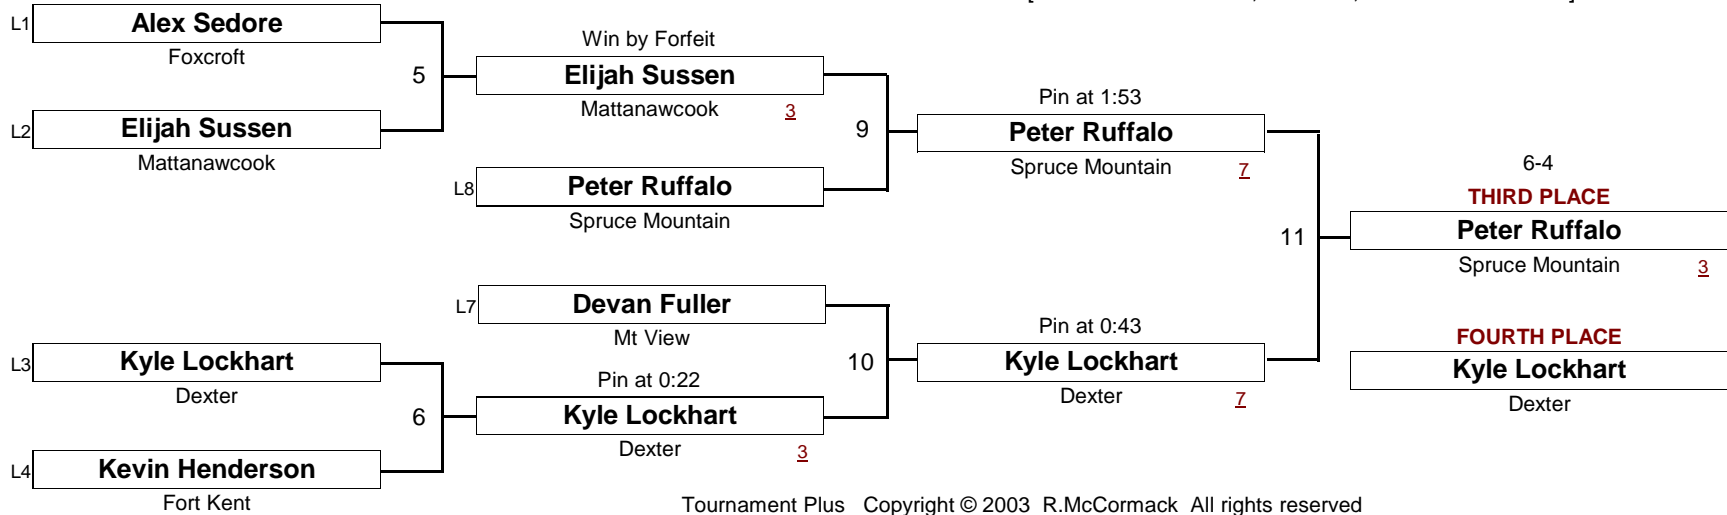 L1 Alex Sedore
Foxcroft
5
L2 Elijah Sussen
Mattanawcook
Win by Forfeit
Elijah Sussen
Mattanawcook 3
9
L8 Peter Ruffalo
Spruce Mountain
Pin at 1:53
Peter Ruffalo
Spruce Mountain 7
L7 Devan Fuller
Mt View
10
L3 Kyle Lockhart
Dexter
6
L4 Kevin Henderson
Fort Kent
Pin at 0:22
Kyle Lockhart
Dexter 3
Pin at 0:43
Kyle Lockhart
Dexter 7
11
6-4
THIRD PLACE
Peter Ruffalo
Spruce Mountain 3
FOURTH PLACE
Kyle Lockhart
Dexter
Tournament Plus Copyright © 2003 R.McCormack All rights reserved